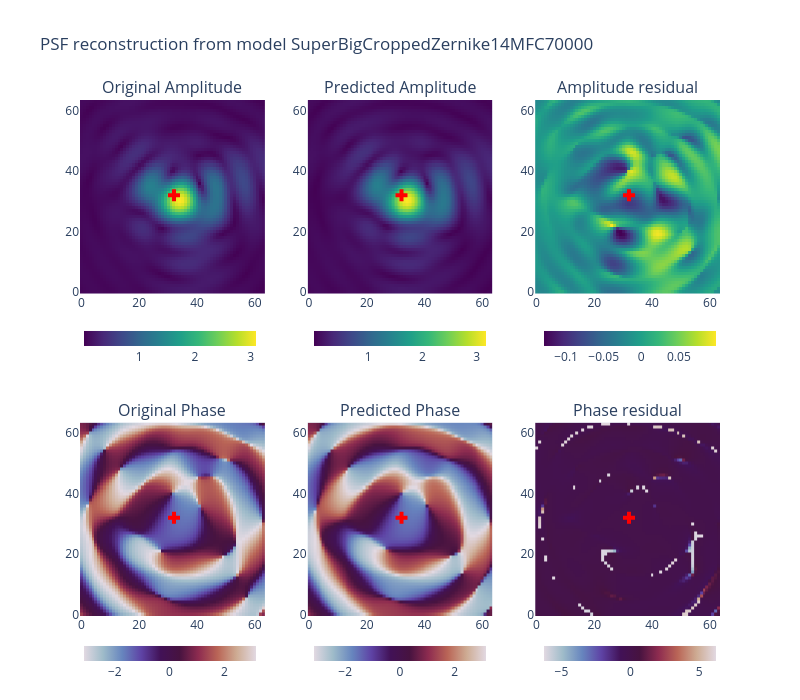 PSF reconstruction from model SuperBigCroppedZernike14MFC70000
Original Amplitude
Predicted Amplitude
Amplitude residual
60
40
20
0
0 20 40 60
0 20 40 60
0 20 40 60
60
40
20
0
60
40
20
0
1 2 3
1 2 3
−0.1 −0.05 0 0.05
Original Phase
Predicted Phase
Phase residual
60
40
20
0
0 20 40 60
60
40
20
0
0 20 40 60
60
40
20
0
0 20 40 60
−2 0 2
−2 0 2
−5 0 5